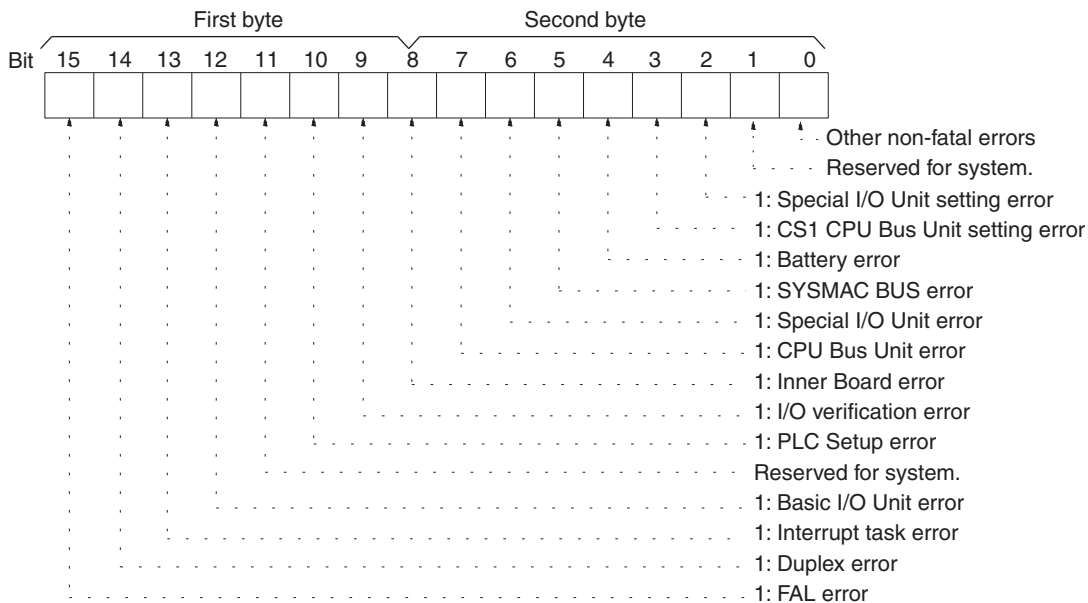 First byte Second byte
Bit 15 14 13 12 11 10 9 8 7 6 5 4 3 2 1 0
Other non-fatal errors
Reserved for system.
1: Special I/O Unit setting error
1: CS1 CPU Bus Unit setting error
1: Battery error
1: SYSMAC BUS error
1: Special I/O Unit error
1: CPU Bus Unit error
1: Inner Board error
1: I/O verification error
1: PLC Setup error
Reserved for system.
1: Basic I/O Unit error
1: Interrupt task error
1: Duplex error
1: FAL error